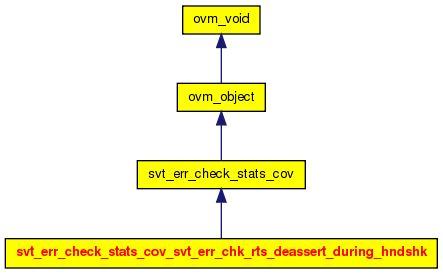 ovm_void
ovm_object
svt_err_check_stats_cov
svt_err_check_stats_cov_svt_err_chk_rts_deassert_during_hndshk